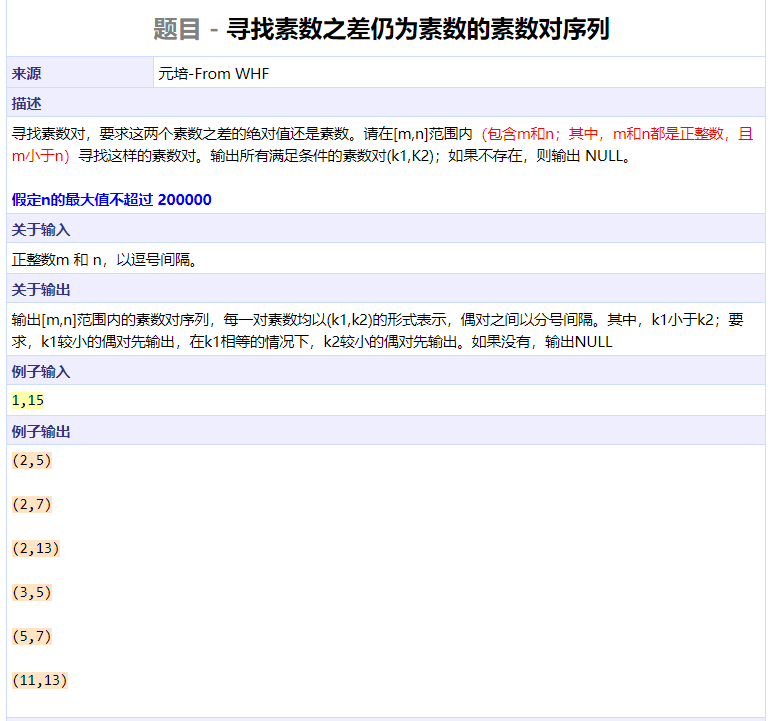 题目 - 寻找素数之差仍为素数的素数对序列
来源 元培-From WHF
描述
寻找素数对，要求这两个素数之差的绝对值还是素数。请在[m,n]范围内（包含m和n；其中，m和n都是正整数，且
m小于n）寻找这样的素数对。输出所有满足条件的素数对(k1,K2)；如果不存在，则输出 NULL。
假定n的最大值不超过 200000
关于输入
正整数m 和 n，以逗号间隔。
关于输出
输出[m,n]范围内的素数对序列，每一对素数均以(k1,k2)的形式表示，偶对之间以分号间隔。其中，k1小于k2；要
求，k1较小的偶对先输出，在k1相等的情况下，k2较小的偶对先输出。如果没有，输出NULL
例子输入
1,15
例子输出
(2,5)
(2,7)
(2,13)
(3,5)
(5,7)
(11,13)